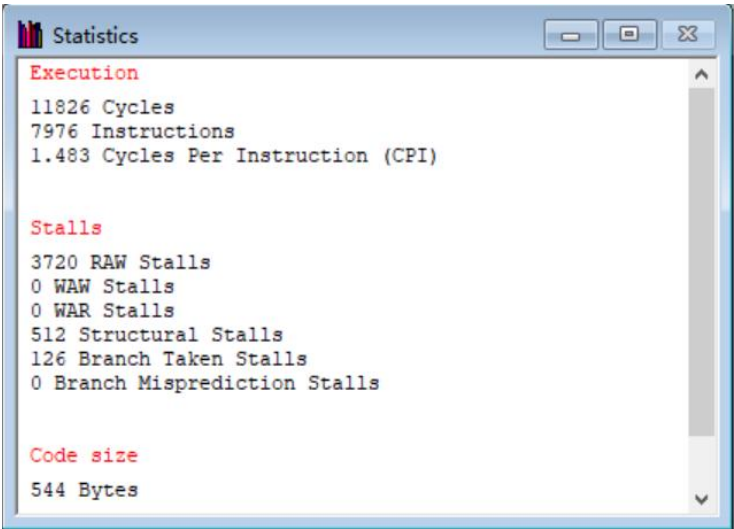 Statistics
Execution
11826 Cycles
7976 Instructions
1.483 Cycles Per Instruction (CPI)
Stalls
3720 RAW Stalls
0 WAW Stalls
0 WAR Stalls
512 Structural Stalls
126 Branch Taken Stalls
0 Branch Misprediction Stalls
Code size
544 Bytes